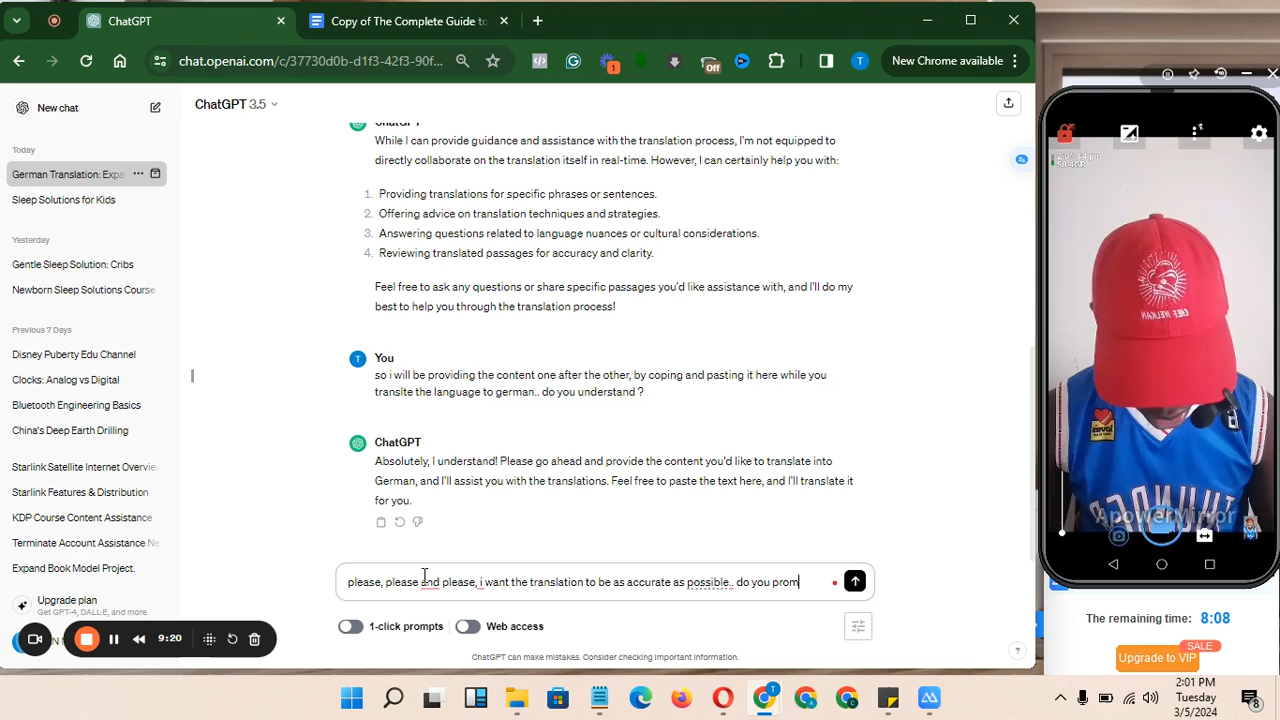 ChatGPT
Copy of The Complete Guide to
chat.openai.com/c/37730d0b-d1f3-42f3-90f...
1
Off
T
New Chrome available
New chat
ChatGPT 3.5
Today
German Translation: Expa
Sleep Solutions for Kids
Yesterday
Gentle Sleep Solution: Cribs
Newborn Sleep Solutions Course
Previous 7 Days
Disney Puberty Edu Channel
Clocks: Analog vs Digital
Bluetooth Engineering Basics
China's Deep Earth Drilling
Starlink Satellite Internet Overview
Starlink Features & Distribution
KDP Course Content Assistance
Terminate Account Assistance Ne
Expand Book Model Project.
Upgrade plan
Get GPT-4, DALL·E, and more
9:20
ChatGPT
While I can provide guidance and assistance with the translation process, I'm not equipped to
directly collaborate on the translation itself in real-time. However, I can certainly help you with:
1. Providing translations for specific phrases or sentences.
2. Offering advice on translation techniques and strategies.
3. Answering questions related to language nuances or cultural considerations.
4. Reviewing translated passages for accuracy and clarity.
Feel free to ask any questions or share specific passages you'd like assistance with, and I'll do my
best to help you through the translation process!
T
You
so i will be providing the content one after the other, by coping and pasting it here while you
translte the language to german.. do you understand ?
ChatGPT
Absolutely, I understand! Please go ahead and provide the content you'd like to translate into
German, and I'll assist you with the translations. Feel free to paste the text here, and I'll translate it
for you.
please, please and please, i want the translation to be as accurate as possible.. do you prom
1-click prompts
Web access
ChatGPT can make mistakes. Consider checking important information.
?
CHEF NELKAN
ApowerMirror
The remaining time: 8:08
SALE
Upgrade to VIP
2:01 PM
Tuesday
3/5/2024
8